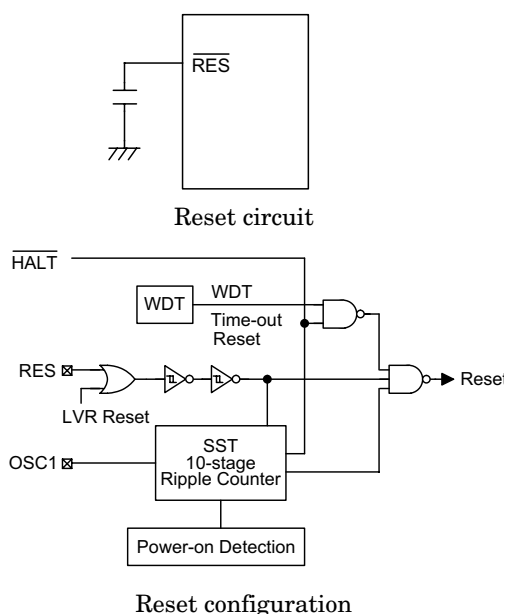 RES
Reset circuit
HALT
WDT
WDT
Time-out
Reset
RES
LVR Reset
Reset
OSC1
SST
10-stage
Ripple Counter
Power-on Detection
Reset configuration